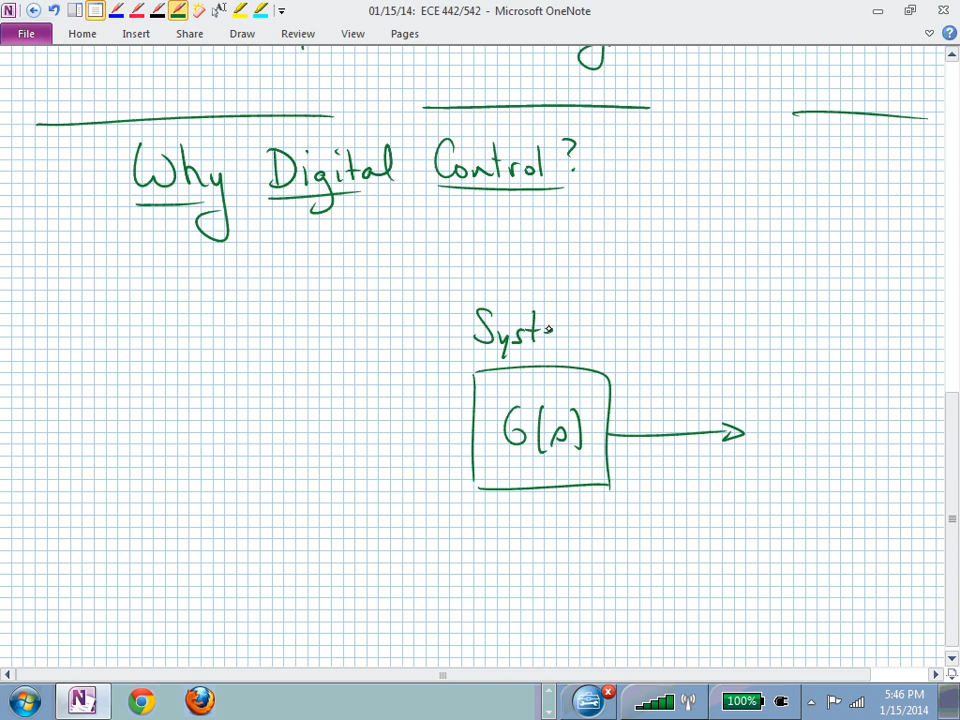 01/15/14: ECE 442/542 - Microsoft OneNote
File Home Insert Share Draw Review View Pages
Why Digital Control?
Syst
G(s)
100%
5:46 PM
1/15/2014